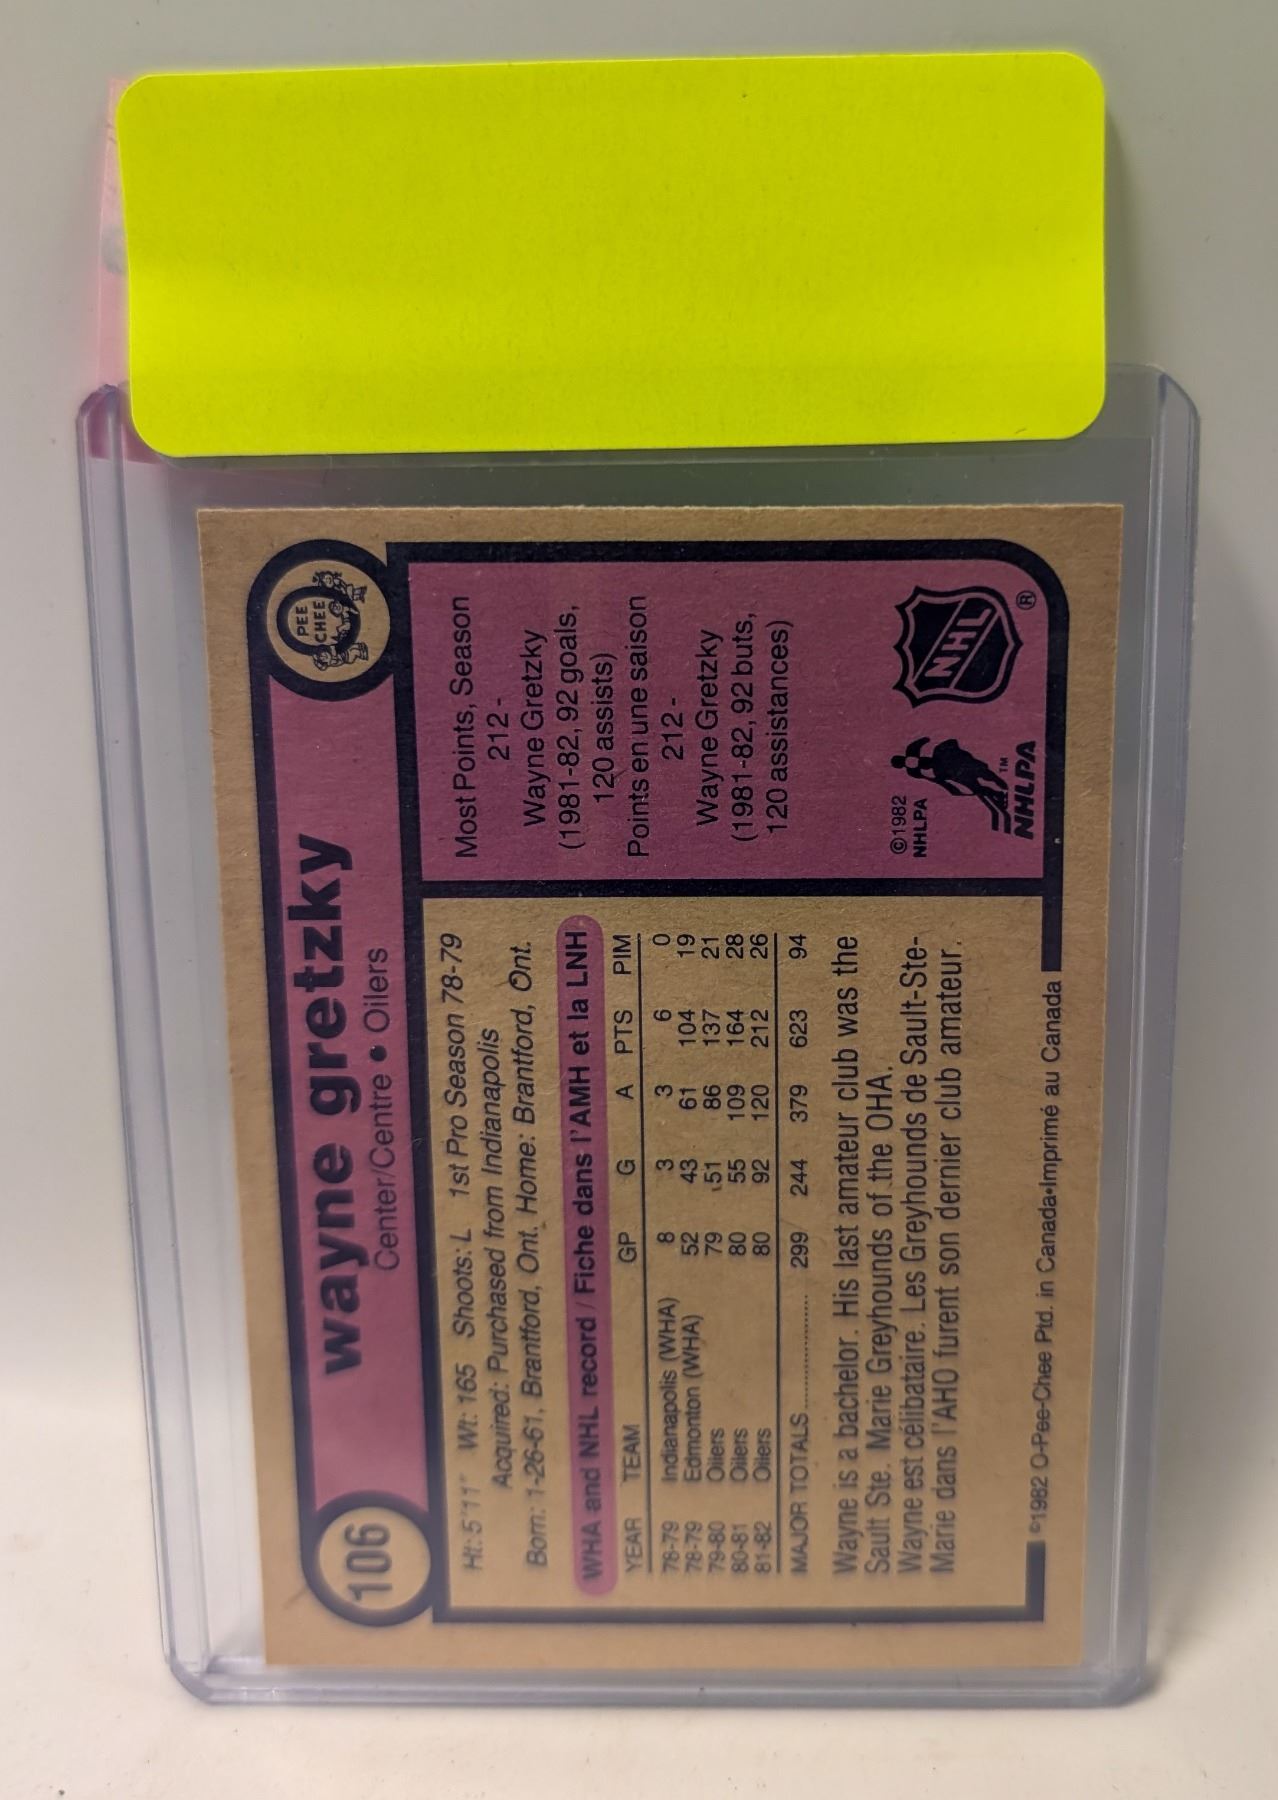 106
wayne gretzky
Center/Centre • Oilers
O PEE CHEE
Ht: 5'11" Wt: 165 Shoots: L 1st Pro Season 78-79
Acquired: Purchased from Indianapolis
Born: 1-26-61, Brantford, Ont. Home: Brantford, Ont.
WHA and NHL record / Fiche dans l'AMH et la LNH
YEAR TEAM GP G A PTS PIM
78-79 Indianapolis (WHA) 8 3 3 6 0
78-79 Edmonton (WHA) 52 43 61 104 19
79-80 Oilers 79 51 86 137 21
80-81 Oilers 80 55 109 164 28
81-82 Oilers 80 92 120 212 26
MAJOR TOTALS............... 299 244 379 623 94
Wayne is a bachelor. His last amateur club was the
Sault Ste. Marie Greyhounds of the OHA.
Wayne est célibataire. Les Greyhounds de Sault-Ste-
Marie dans l'AHO furent son dernier club amateur.
Most Points, Season
212 -
Wayne Gretzky
(1981-82, 92 goals,
120 assists)
Points en une saison
212 -
Wayne Gretzky
(1981-82, 92 buts,
120 assistances)
©1982
NHLPA
TM
NHLPA
NHL
®
©1982 O-Pee-Chee Ptd. in Canada•Imprimé au Canada